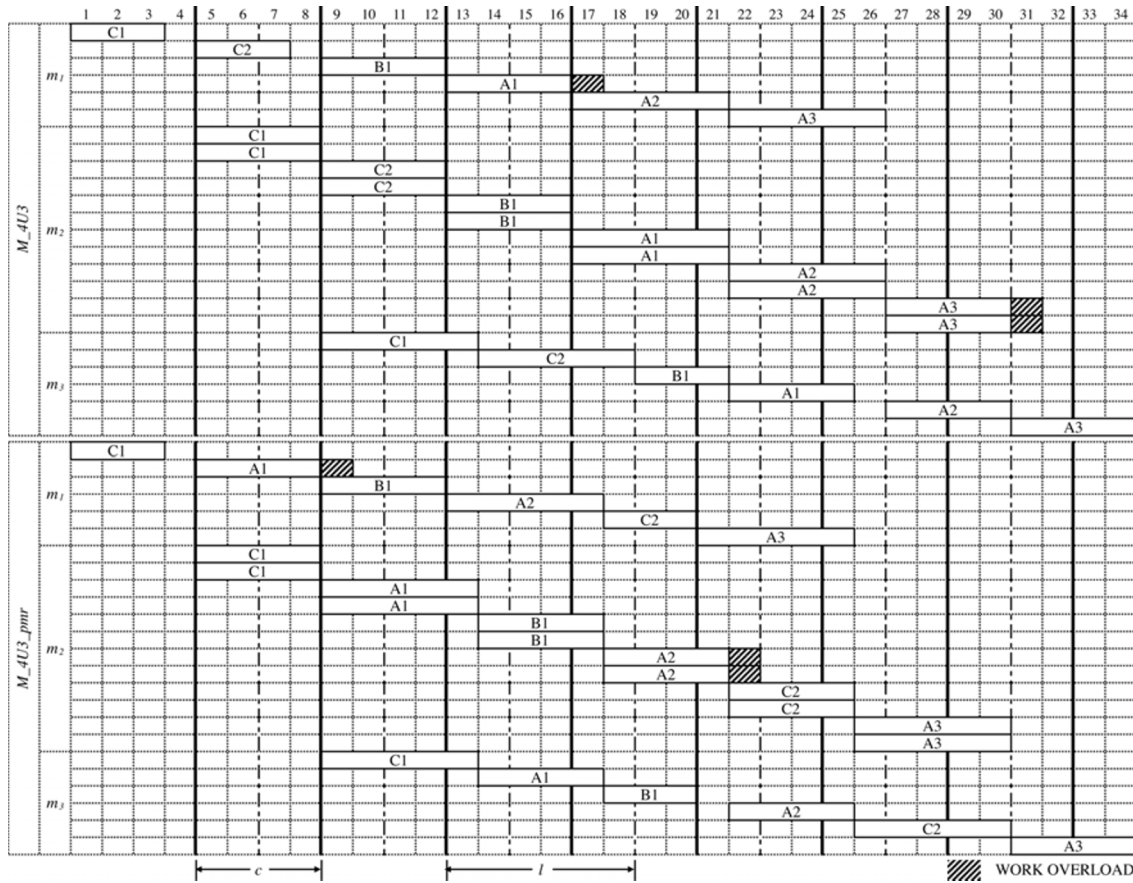 1 2 3 4 5 6 7 8 9 10 11 12 13 14 15 16 17 18 19 20 21 22 23 24 25 26 27 28 29 30 31 32 33 34
M_4U3
m1
C1
C2
B1
A1
A2
A3
m2
C1
C1
C2
C2
B1
B1
A1
A1
A2
A2
A3
A3
m3
C1
C2
B1
A1
A2
A3
M_4U3_pmr
m1
C1
A1
B1
A2
C2
A3
m2
C1
C1
A1
A1
B1
B1
A2
A2
C2
C2
A3
A3
m3
C1
A1
B1
A2
C2
A3
c l WORK OVERLOAD